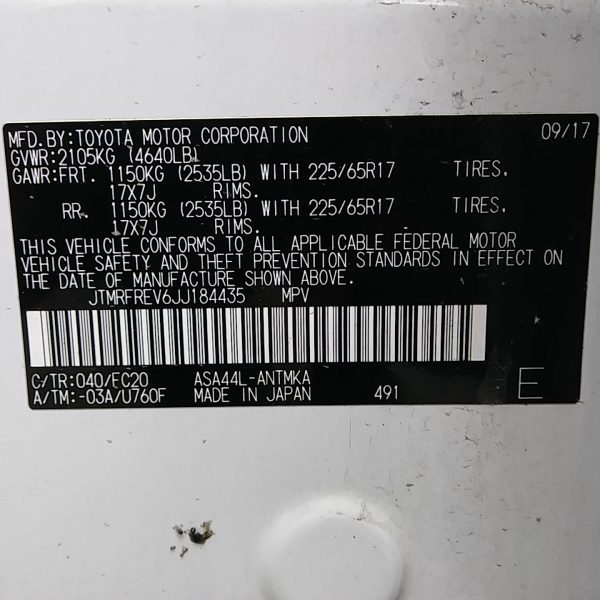 MFD.BY:TOYOTA MOTOR CORPORATION 09/17
GVWR:2105KG (4640LB)
GAWR:FRT. 1150KG (2535LB) WITH 225/65R17 TIRES,
17X7J RIMS.
RR. 1150KG (2535LB) WITH 225/65R17 TIRES,
17X7J RIMS.
THIS VEHICLE CONFORMS TO ALL APPLICABLE FEDERAL MOTOR
VEHICLE SAFETY AND THEFT PREVENTION STANDARDS IN EFFECT ON
THE DATE OF MANUFACTURE SHOWN ABOVE.
JTMRFREV6JJ184435 MPV
C/TR:040/FC20 ASA44L-ANTMKA
A/TM:-03A/U760F MADE IN JAPAN 491 E